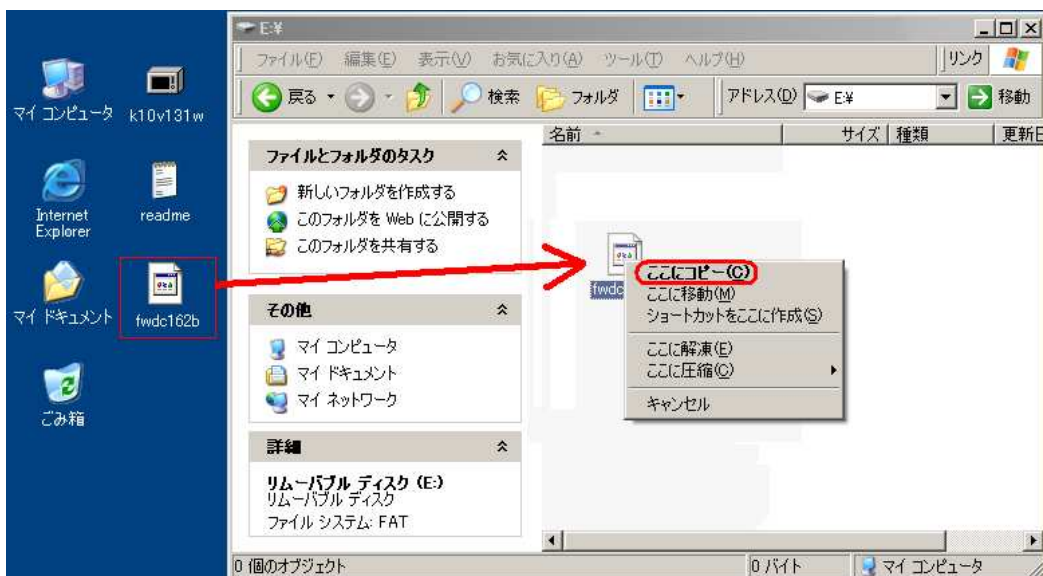 マイ コンピュータ
k10v131w
Internet
Explorer
readme
マイ ドキュメント
fwdc162b
ごみ箱
E:¥
ファイル(F) 編集(E) 表示(V) お気に入り(A) ツール(T) ヘルプ(H)
リンク
戻る
検索
フォルダ
アドレス(D)
E:¥
移動
ファイルとフォルダのタスク
新しいフォルダを作成する
このフォルダを Web に公開する
このフォルダを共有する
その他
マイ コンピュータ
マイ ドキュメント
マイ ネットワーク
詳細
リムーバブル ディスク (E:)
リムーバブル ディスク
ファイル システム: FAT
名前
サイズ
種類
更新日
fwdc
ここにコピー(C)
ここに移動(M)
ショートカットをここに作成(S)
ここに解凍(E)
ここに圧縮(C)
キャンセル
0 個のオブジェクト
0 バイト
マイ コンピュータ